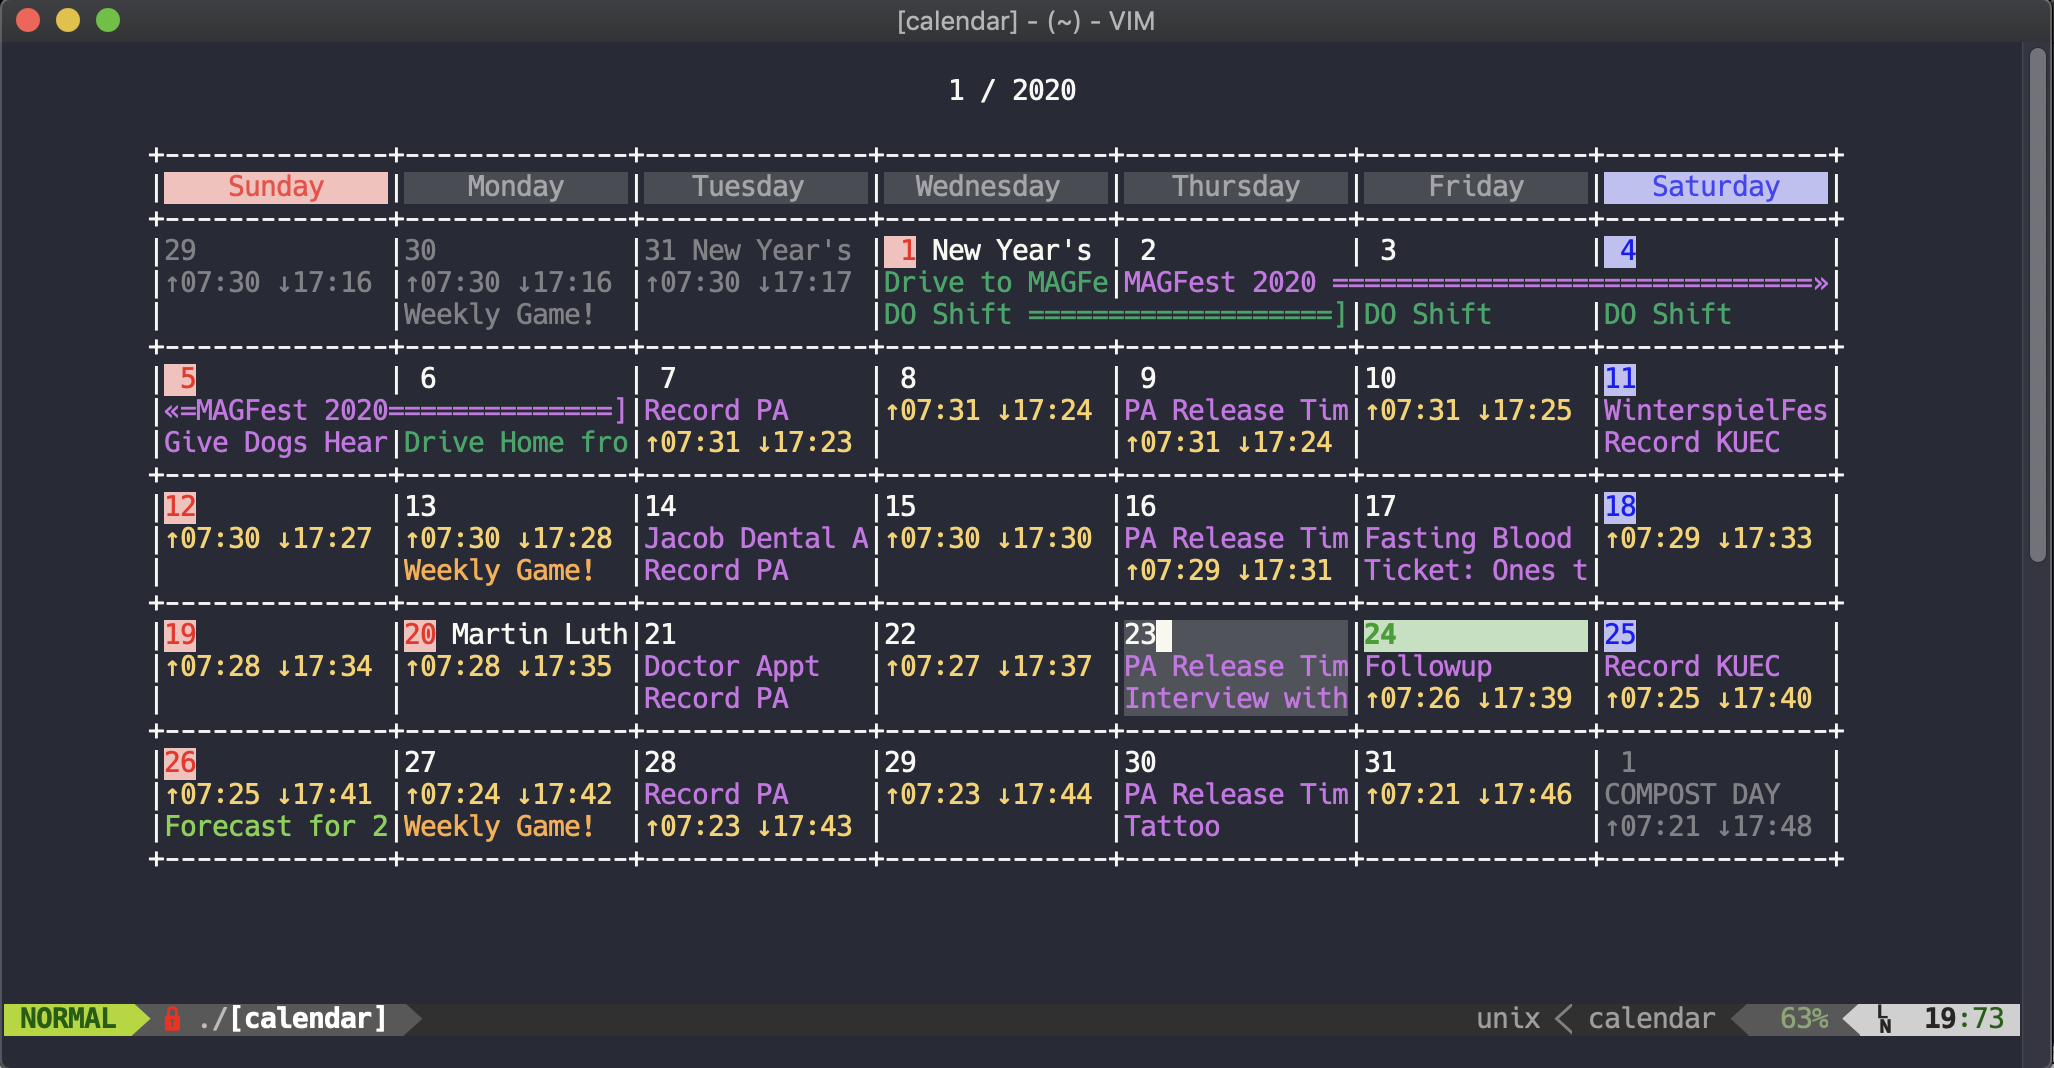 [calendar] - (~) - VIM
1 / 2020
+--------------+--------------+--------------+--------------+--------------+--------------+--------------+
| Sunday | Monday | Tuesday | Wednesday | Thursday | Friday | Saturday |
+--------------+--------------+--------------+--------------+--------------+--------------+--------------+
|29 |30 |31 New Year's | 1 New Year's | 2 | 3 | 4 |
|↑07:30 ↓17:16 |↑07:30 ↓17:16 |↑07:30 ↓17:17 |Drive to MAGFe|MAGFest 2020 ==============================»|
| |Weekly Game! | |DO Shift ===================]|DO Shift |DO Shift |
+--------------+--------------+--------------+--------------+--------------+--------------+--------------+
| 5 | 6 | 7 | 8 | 9 |10 |11 |
|«=MAGFest 2020==============]|Record PA |↑07:31 ↓17:24 |PA Release Tim|↑07:31 ↓17:25 |WinterspielFes|
|Give Dogs Hear|Drive Home fro|↑07:31 ↓17:23 | |↑07:31 ↓17:24 | |Record KUEC |
+--------------+--------------+--------------+--------------+--------------+--------------+--------------+
|12 |13 |14 |15 |16 |17 |18 |
|↑07:30 ↓17:27 |↑07:30 ↓17:28 |Jacob Dental A|↑07:30 ↓17:30 |PA Release Tim|Fasting Blood |↑07:29 ↓17:33 |
| |Weekly Game! |Record PA | |↑07:29 ↓17:31 |Ticket: Ones t| |
+--------------+--------------+--------------+--------------+--------------+--------------+--------------+
|19 |20 Martin Luth|21 |22 |23 |24 |25 |
|↑07:28 ↓17:34 |↑07:28 ↓17:35 |Doctor Appt |↑07:27 ↓17:37 |PA Release Tim|Followup |Record KUEC |
| | |Record PA | |Interview with|↑07:26 ↓17:39 |↑07:25 ↓17:40 |
+--------------+--------------+--------------+--------------+--------------+--------------+--------------+
|26 |27 |28 |29 |30 |31 | 1 |
|↑07:25 ↓17:41 |↑07:24 ↓17:42 |Record PA |↑07:23 ↓17:44 |PA Release Tim|↑07:21 ↓17:46 |COMPOST DAY |
|Forecast for 2|Weekly Game! |↑07:23 ↓17:43 | |Tattoo | |↑07:21 ↓17:48 |
+--------------+--------------+--------------+--------------+--------------+--------------+--------------+
NORMAL ./[calendar] unix calendar 63% LN 19:73